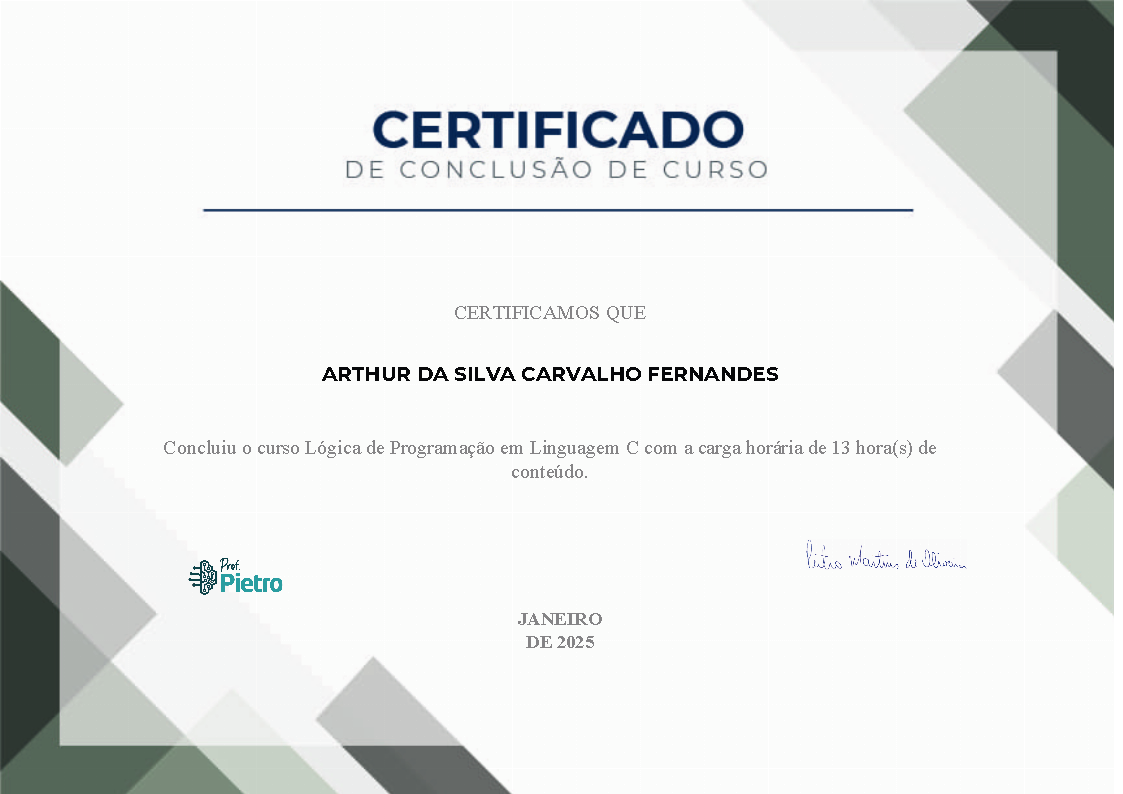 CERTIFICADO
DE CONCLUSÃO DE CURSO
CERTIFICAMOS QUE
ARTHUR DA SILVA CARVALHO FERNANDES
Concluiu o curso Lógica de Programação em Linguagem C com a carga horária de 13 hora(s) de
conteúdo.
Prof.
Pietro
Pietro Martins de Oliveira
JANEIRO
DE 2025